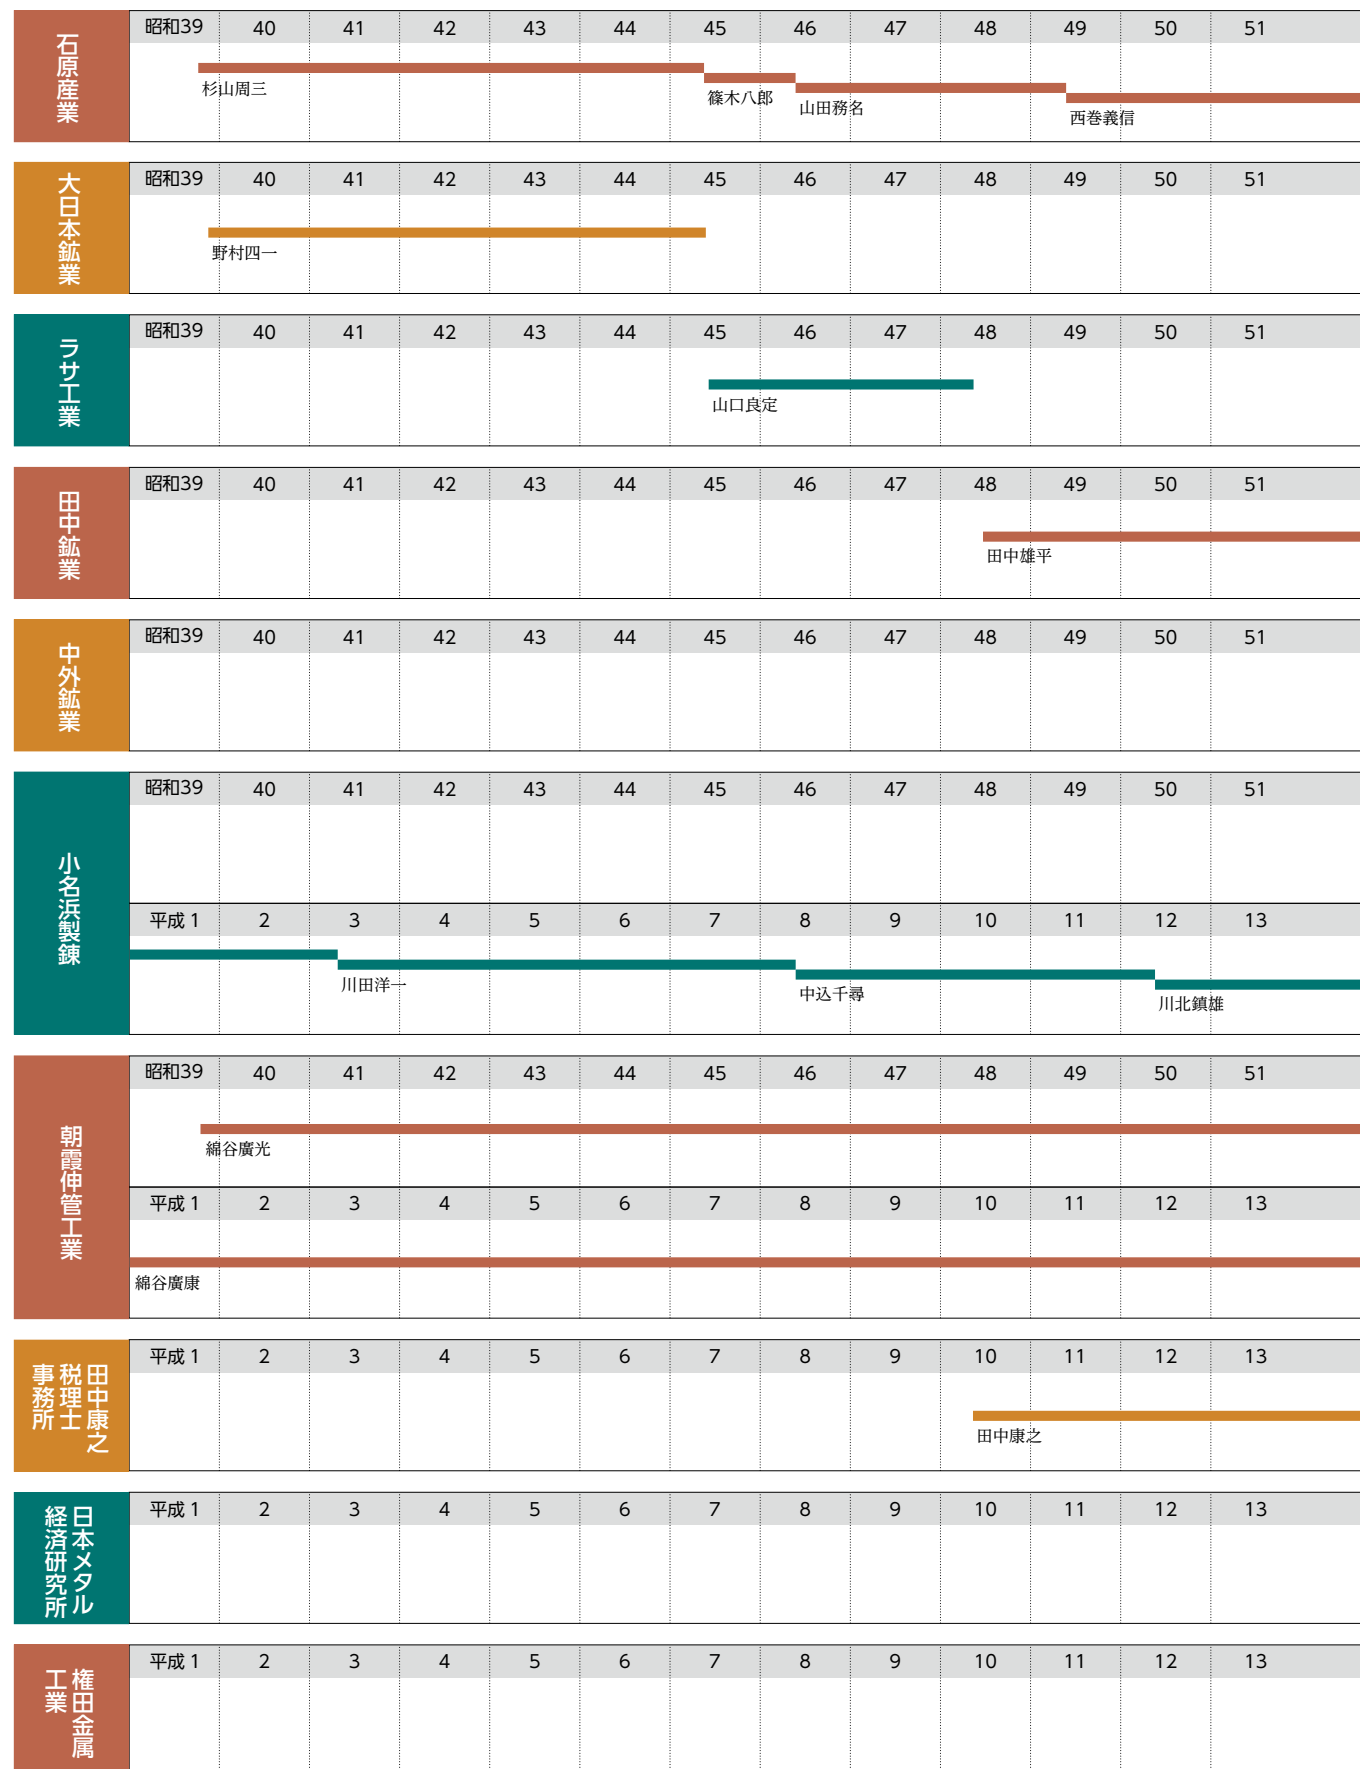 石原産業
昭和39 40 41 42 43 44 45 46 47 48 49 50 51
杉山周三
篠木八郎
山田務名
西巻義信
大日本鉱業
昭和39 40 41 42 43 44 45 46 47 48 49 50 51
野村四一
ラサ工業
昭和39 40 41 42 43 44 45 46 47 48 49 50 51
山口良定
田中鉱業
昭和39 40 41 42 43 44 45 46 47 48 49 50 51
田中雄平
中外鉱業
昭和39 40 41 42 43 44 45 46 47 48 49 50 51
小名浜製錬
昭和39 40 41 42 43 44 45 46 47 48 49 50 51
平成1 2 3 4 5 6 7 8 9 10 11 12 13
川田洋一
中込千尋
川北鎮雄
朝霞伸管工業
昭和39 40 41 42 43 44 45 46 47 48 49 50 51
綿谷廣光
平成1 2 3 4 5 6 7 8 9 10 11 12 13
綿谷廣康
田中康之
税理士
事務所
平成1 2 3 4 5 6 7 8 9 10 11 12 13
田中康之
日本メタル
経済研究所
平成1 2 3 4 5 6 7 8 9 10 11 12 13
権田金属
工業
平成1 2 3 4 5 6 7 8 9 10 11 12 13